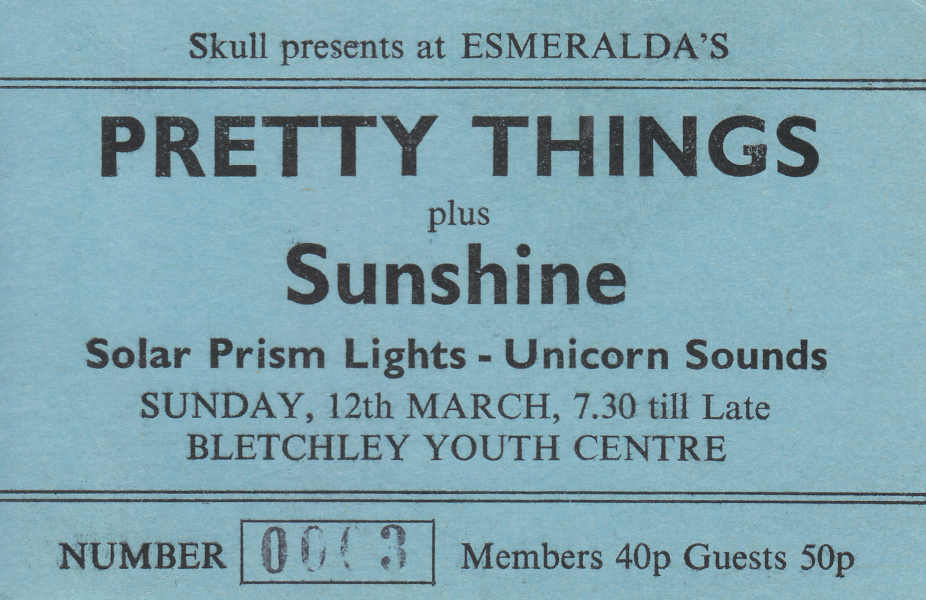 Skull presents at ESMERALDA'S
PRETTY THINGS
plus
Sunshine
Solar Prism Lights - Unicorn Sounds
SUNDAY, 12th MARCH, 7.30 till Late
BLETCHLEY YOUTH CENTRE
NUMBER 0003 Members 40p Guests 50p